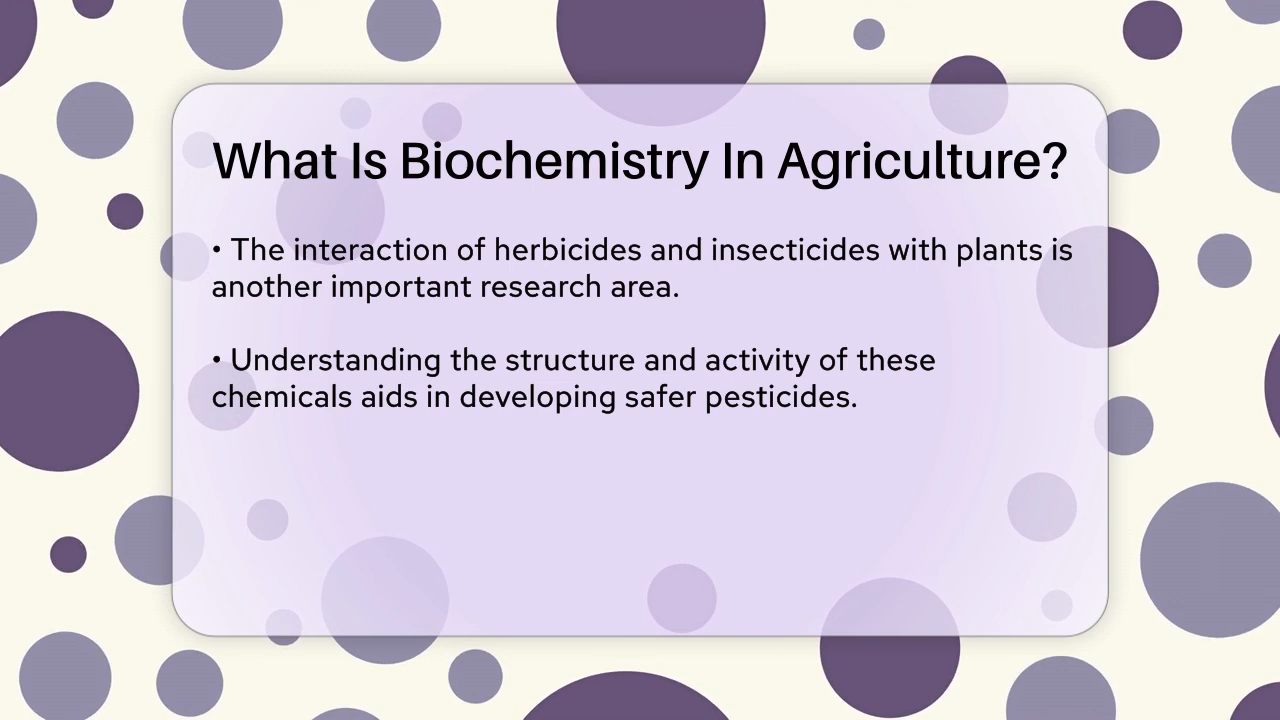 What Is Biochemistry In Agriculture?
• The interaction of herbicides and insecticides with plants is
another important research area.
• Understanding the structure and activity of these
chemicals aids in developing safer pesticides.